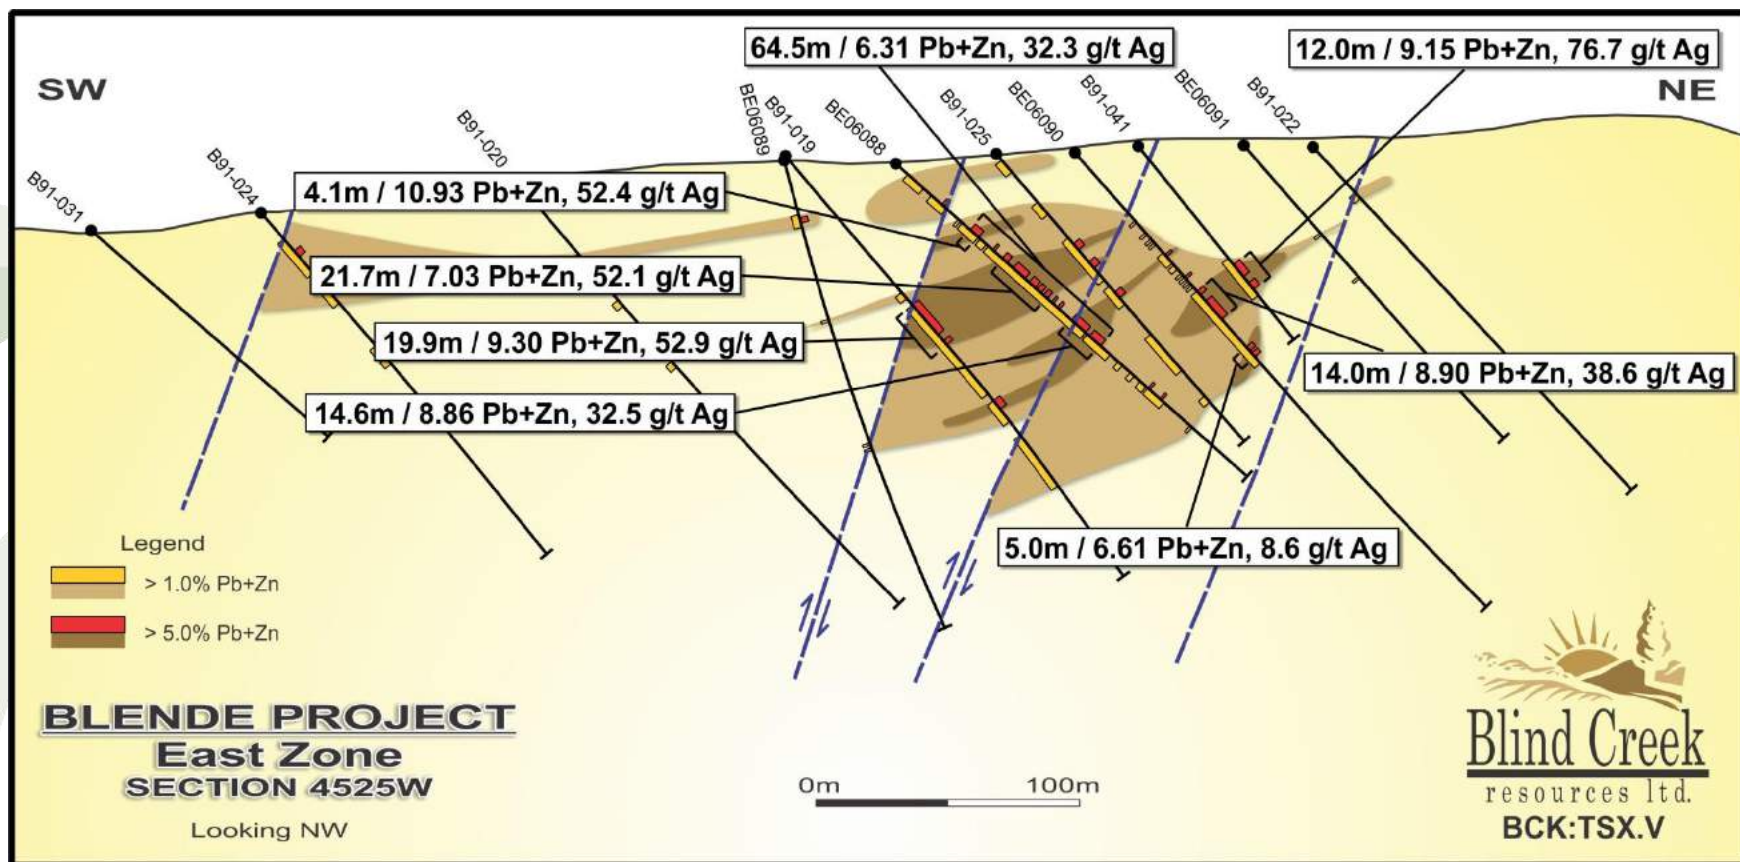 64.5m / 6.31 Pb+Zn, 32.3 g/t Ag
12.0m / 9.15 Pb+Zn, 76.7 g/t Ag
SW
NE
B91-031
B91-024
B91-020
BE06089
B91-019
BE06088
B91-025
BE06090
B91-041
BE06091
B91-022
4.1m / 10.93 Pb+Zn, 52.4 g/t Ag
21.7m / 7.03 Pb+Zn, 52.1 g/t Ag
19.9m / 9.30 Pb+Zn, 52.9 g/t Ag
14.0m / 8.90 Pb+Zn, 38.6 g/t Ag
14.6m / 8.86 Pb+Zn, 32.5 g/t Ag
5.0m / 6.61 Pb+Zn, 8.6 g/t Ag
Legend
> 1.0% Pb+Zn
> 5.0% Pb+Zn
BLENDE PROJECT
East Zone
SECTION 4525W
Looking NW
0m 100m
Blind Creek
resources ltd.
BCK:TSX.V